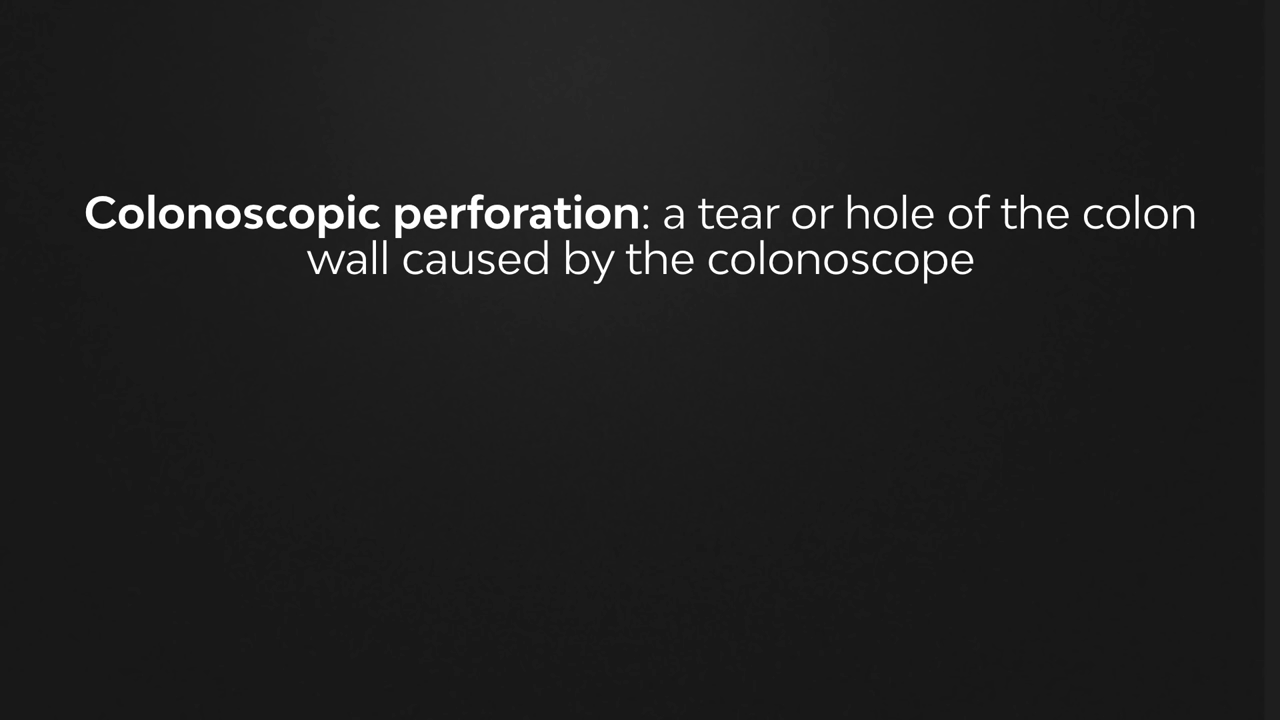 Colonoscopic perforation: a tear or hole of the colon
wall caused by the colonoscope